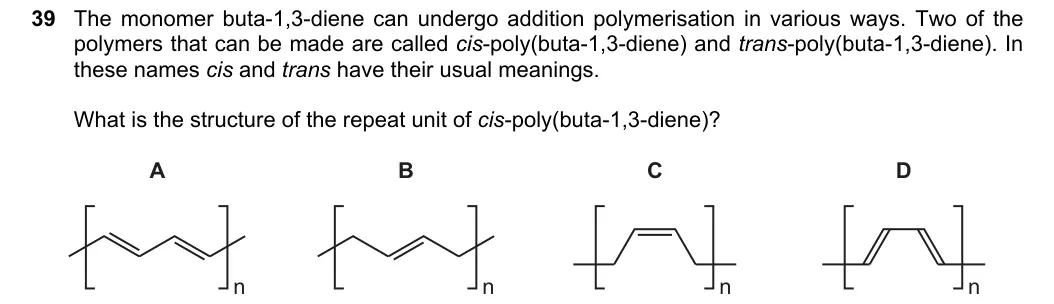 39 The monomer buta-1,3-diene can undergo addition polymerisation in various ways. Two of the
polymers that can be made are called cis-poly(buta-1,3-diene) and trans-poly(buta-1,3-diene). In
these names cis and trans have their usual meanings.
What is the structure of the repeat unit of cis-poly(buta-1,3-diene)?
A B C D
n n n n